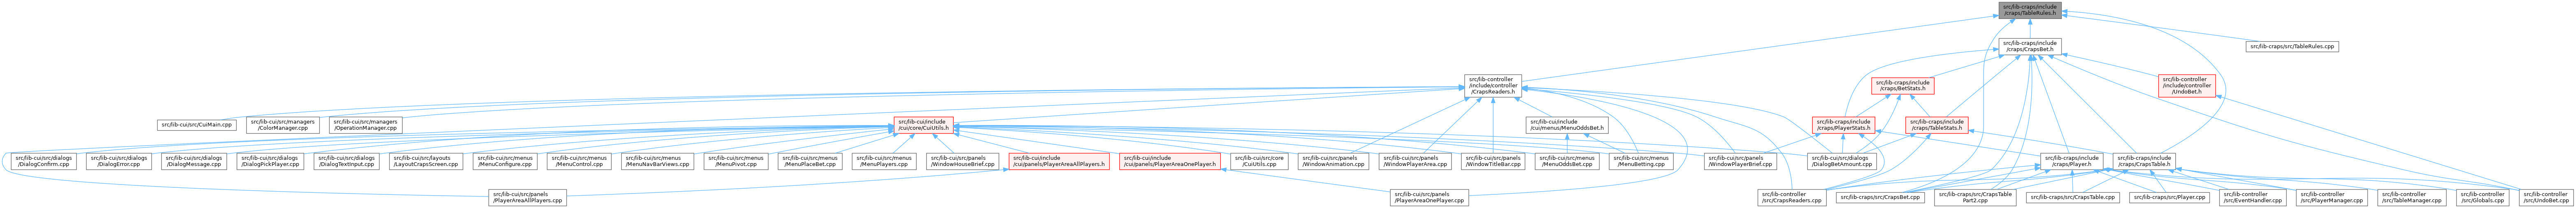 src/lib-craps/include
/craps/TableRules.h
src/lib-craps/include
/craps/CrapsBet.h
src/lib-craps/src/TableRules.cpp
src/lib-controller
/include/controller
/CrapsReaders.h
src/lib-craps/include
/craps/BetStats.h
src/lib-controller
/include/controller
/UndoBet.h
src/lib-cui/src/CuiMain.cpp
src/lib-cui/src/managers
/ColorManager.cpp
src/lib-cui/src/managers
/OperationManager.cpp
src/lib-cui/include
/cui/core/CuiUtils.h
src/lib-cui/include
/cui/menus/MenuOddsBet.h
src/lib-craps/include
/craps/PlayerStats.h
src/lib-craps/include
/craps/TableStats.h
src/lib-cui/src/dialogs
/DialogConfirm.cpp
src/lib-cui/src/dialogs
/DialogError.cpp
src/lib-cui/src/dialogs
/DialogMessage.cpp
src/lib-cui/src/dialogs
/DialogPickPlayer.cpp
src/lib-cui/src/dialogs
/DialogTextInput.cpp
src/lib-cui/src/layouts
/LayoutCrapsScreen.cpp
src/lib-cui/src/menus
/MenuConfigure.cpp
src/lib-cui/src/menus
/MenuControl.cpp
src/lib-cui/src/menus
/MenuNavBarViews.cpp
src/lib-cui/src/menus
/MenuPivot.cpp
src/lib-cui/src/menus
/MenuPlaceBet.cpp
src/lib-cui/src/menus
/MenuPlayers.cpp
src/lib-cui/src/panels
/WindowHouseBrief.cpp
src/lib-cui/include
/cui/panels/PlayerAreaAllPlayers.h
src/lib-cui/include
/cui/panels/PlayerAreaOnePlayer.h
src/lib-cui/src/core
/CuiUtils.cpp
src/lib-cui/src/panels
/WindowAnimation.cpp
src/lib-cui/src/panels
/WindowPlayerArea.cpp
src/lib-cui/src/panels
/WindowTitleBar.cpp
src/lib-cui/src/menus
/MenuOddsBet.cpp
src/lib-cui/src/menus
/MenuBetting.cpp
src/lib-cui/src/panels
/WindowPlayerBrief.cpp
src/lib-cui/src/dialogs
/DialogBetAmount.cpp
src/lib-craps/include
/craps/Player.h
src/lib-craps/include
/craps/CrapsTable.h
src/lib-cui/src/panels
/PlayerAreaAllPlayers.cpp
src/lib-cui/src/panels
/PlayerAreaOnePlayer.cpp
src/lib-controller
/src/CrapsReaders.cpp
src/lib-craps/src/CrapsBet.cpp
src/lib-craps/src/CrapsTable
Part2.cpp
src/lib-craps/src/CrapsTable.cpp
src/lib-craps/src/Player.cpp
src/lib-controller
/src/EventHandler.cpp
src/lib-controller
/src/PlayerManager.cpp
src/lib-controller
/src/TableManager.cpp
src/lib-controller
/src/Globals.cpp
src/lib-controller
/src/UndoBet.cpp